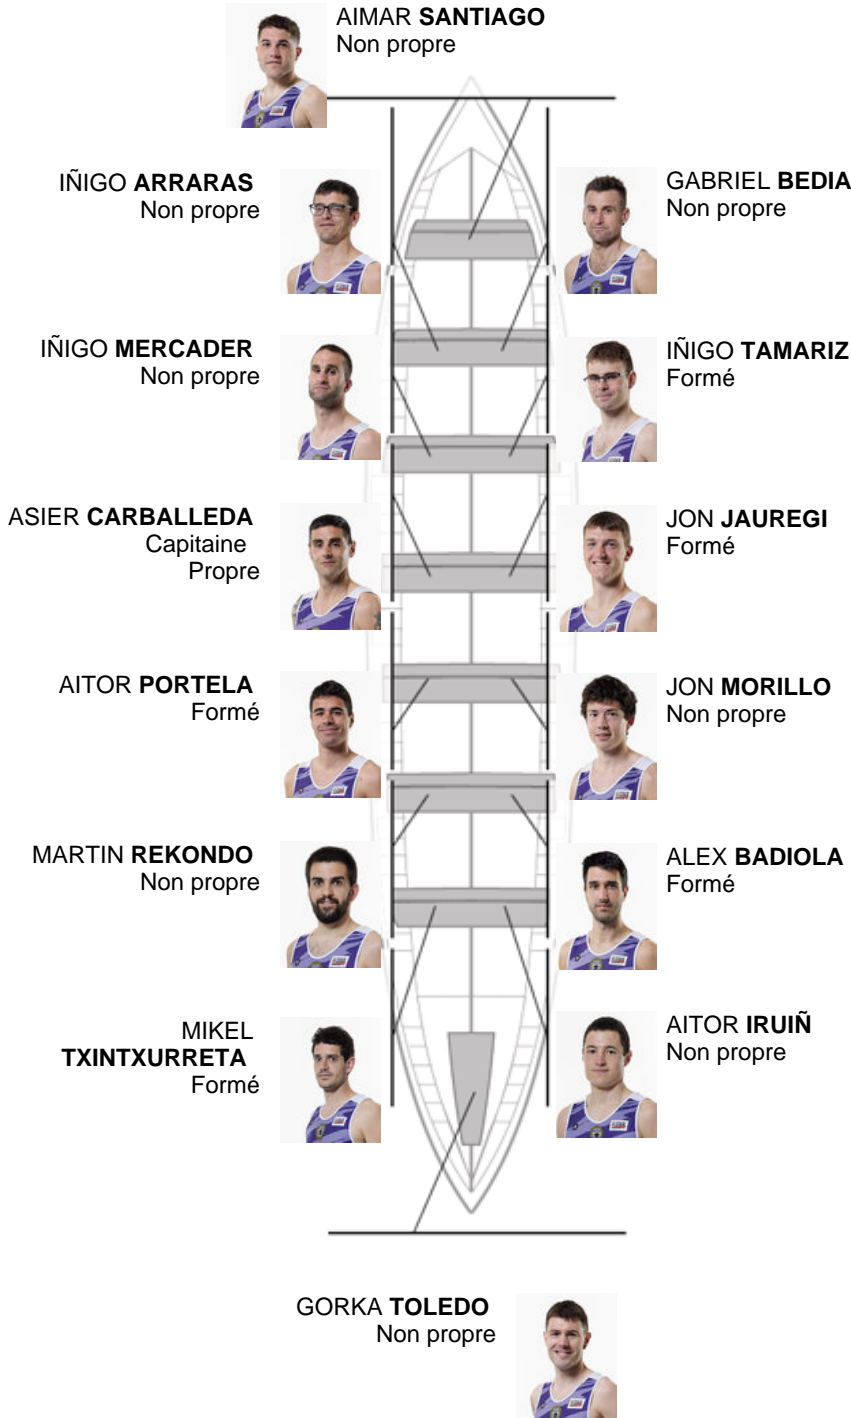 AIMAR SANTIAGO
Non propre
IÑIGO ARRARAS
Non propre
GABRIEL BEDIA
Non propre
IÑIGO MERCADER
Non propre
IÑIGO TAMARIZ
Formé
ASIER CARBALLEDA
Capitaine
Propre
JON JAUREGI
Formé
AITOR PORTELA
Formé
JON MORILLO
Non propre
MARTIN REKONDO
Non propre
ALEX BADIOLA
Formé
MIKEL
TXINTXURRETA
Formé
AITOR IRUIÑ
Non propre
GORKA TOLEDO
Non propre